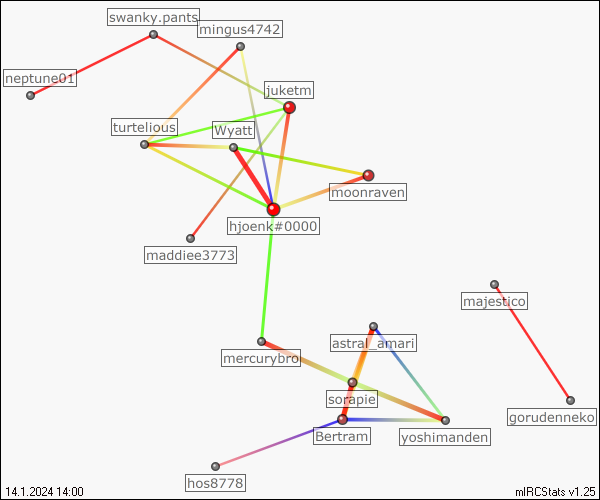 swanky.pants
mingus4742
neptune01
juketm
turtelious
Wyatt
moonraven
hjoenk#0000
maddiee3773
majestico
astral_amari
mercurybro
sorapie
gorudenneko
Bertram
yoshimanden
hos8778
14.1.2024 14:00
mIRCStats v1.25